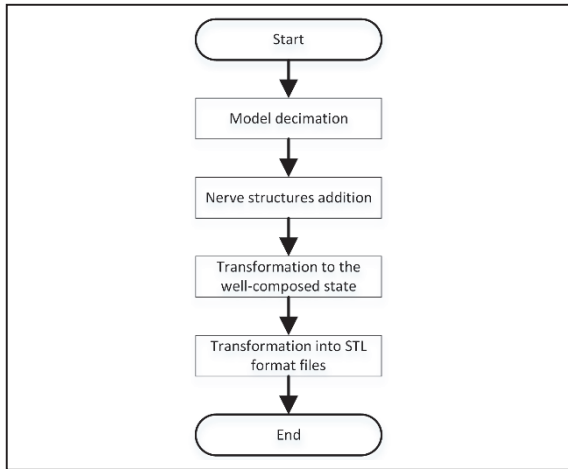 Start
Model decimation
Nerve structures addition
Transformation to the
well-composed state
Transformation into STL
format files
End